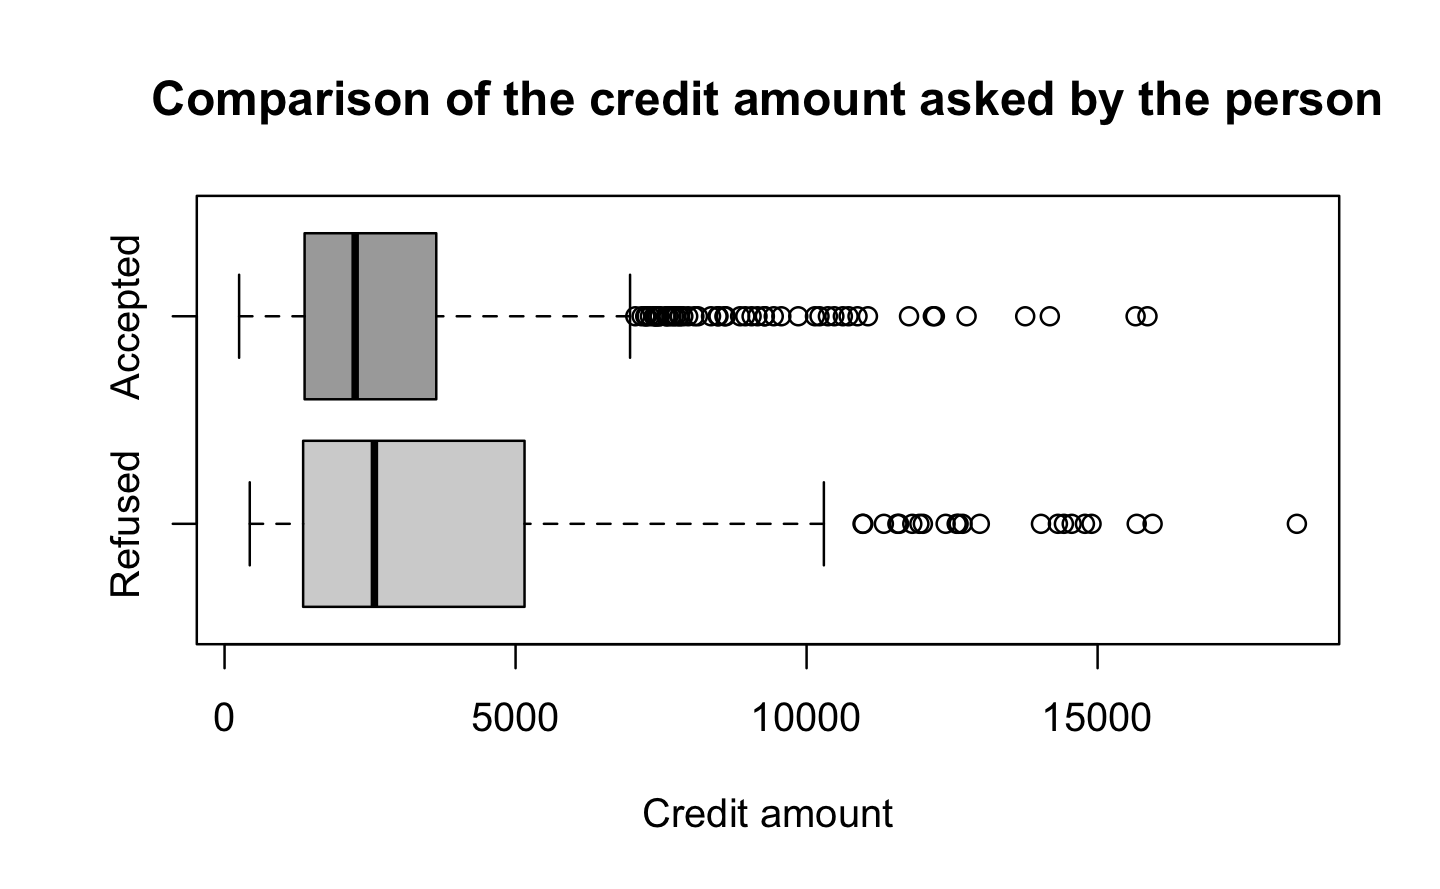 Comparison of the credit amount asked by the person
Accepted
Refused
0 5000 10000 15000
Credit amount